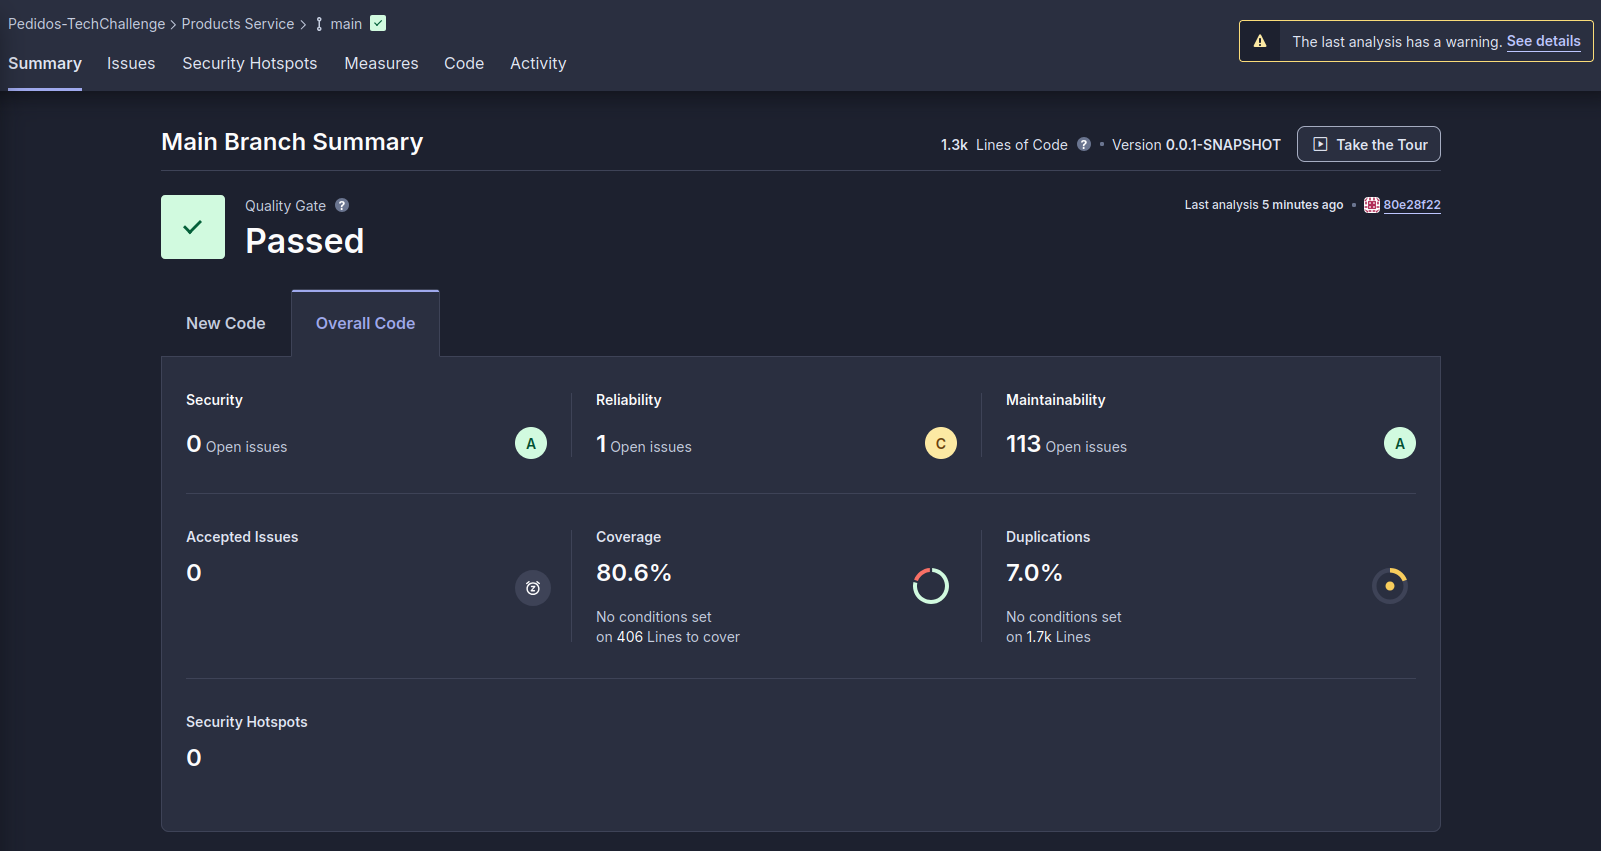 Pedidos-TechChallenge > Products Service > main
The last analysis has a warning. See details
Summary Issues Security Hotspots Measures Code Activity
Main Branch Summary
1.3k Lines of Code ? • Version 0.0.1-SNAPSHOT Take the Tour
Quality Gate ?
Passed
Last analysis 5 minutes ago • 80e28f22
New Code Overall Code
Security
0 Open issues A
Reliability
1 Open issues C
Maintainability
113 Open issues A
Accepted Issues
0
Coverage
80.6%
No conditions set
on 406 Lines to cover
Duplications
7.0%
No conditions set
on 1.7k Lines
Security Hotspots
0